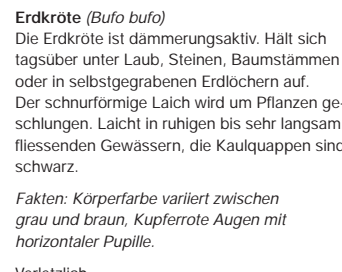 Erdkröte (Bufo bufo)
Die Erdkröte ist dämmerungsaktiv. Hält sich
tagsüber unter Laub, Steinen, Baumstämmen
oder in selbstgegrabenen Erdlöchern auf.
Der schnurförmige Laich wird um Pflanzen ge-
schlungen. Laicht in ruhigen bis sehr langsam
fliessenden Gewässern, die Kaulquappen sind
schwarz.
Fakten: Körperfarbe variiert zwischen
grau und braun, Kupferrote Augen mit
horizontaler Pupille.
Verletzlich